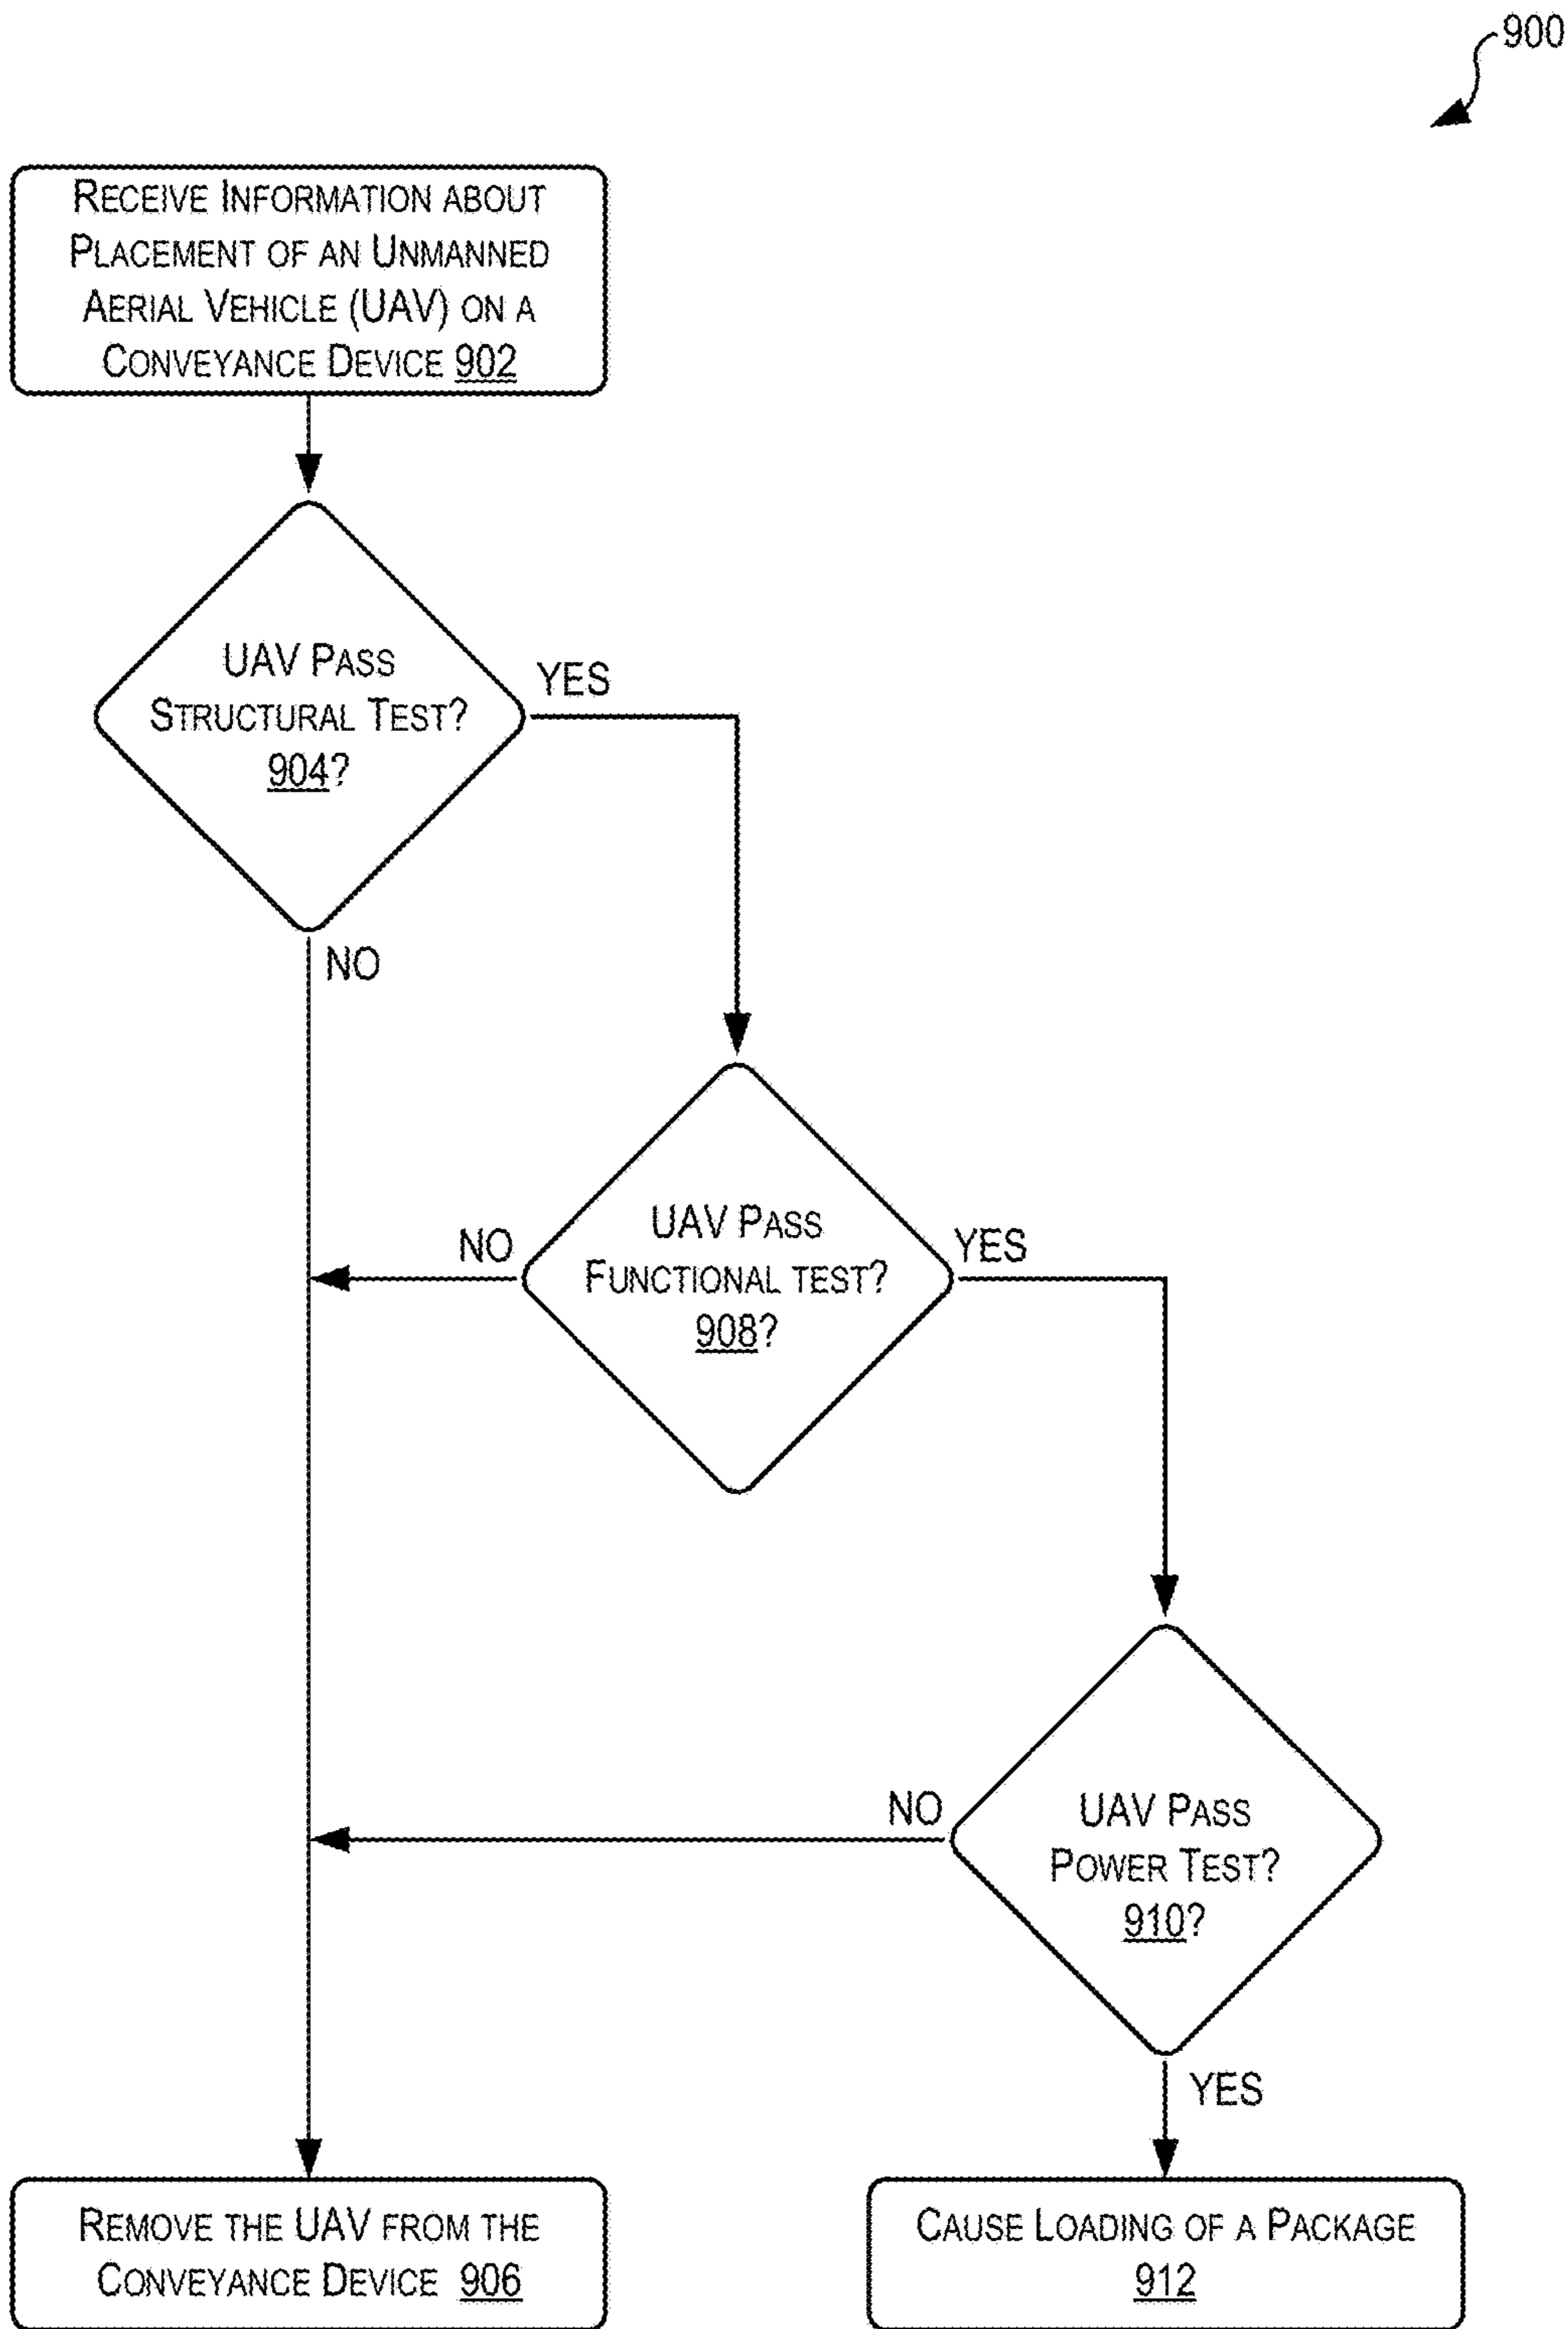 900
RECEIVE INFORMATION ABOUT
PLACEMENT OF AN UNMANNED
AERIAL VEHICLE (UAV) ON A
CONVEYANCE DEVICE 902
UAV PASS
STRUCTURAL TEST?
904?
YES
NO
UAV PASS
FUNCTIONAL TEST?
908?
NO
YES
UAV PASS
POWER TEST?
910?
NO
YES
REMOVE THE UAV FROM THE
CONVEYANCE DEVICE 906
CAUSE LOADING OF A PACKAGE
912